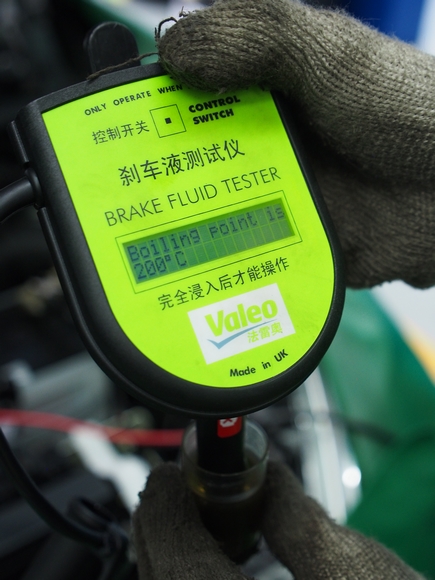 ONLY OPERATE WHEN
控制开关
CONTROL
SWITCH
刹车液测试仪
BRAKE FLUID TESTER
Boiling point is
200°C
完全浸入后才能操作
Valeo
法雷奥
Made in UK